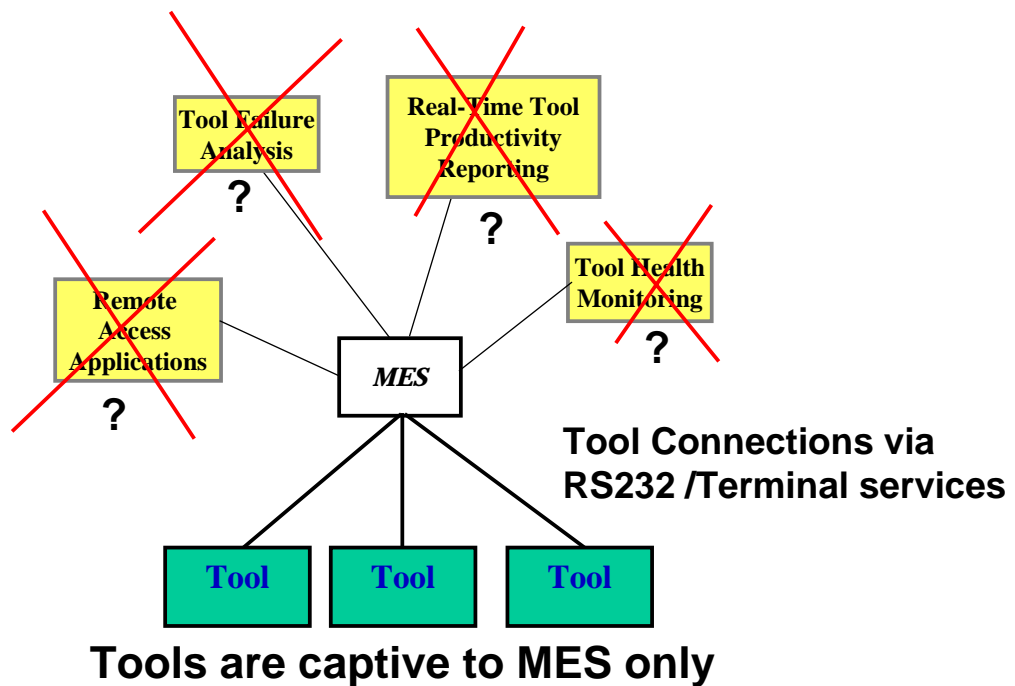 Tool Failure
Analysis
?
Real-Time Tool
Productivity
Reporting
?
Tool Health
Monitoring
?
Remote
Access
Applications
?
MES
Tool Connections via
RS232 /Terminal services
Tool
Tool
Tool
Tools are captive to MES only